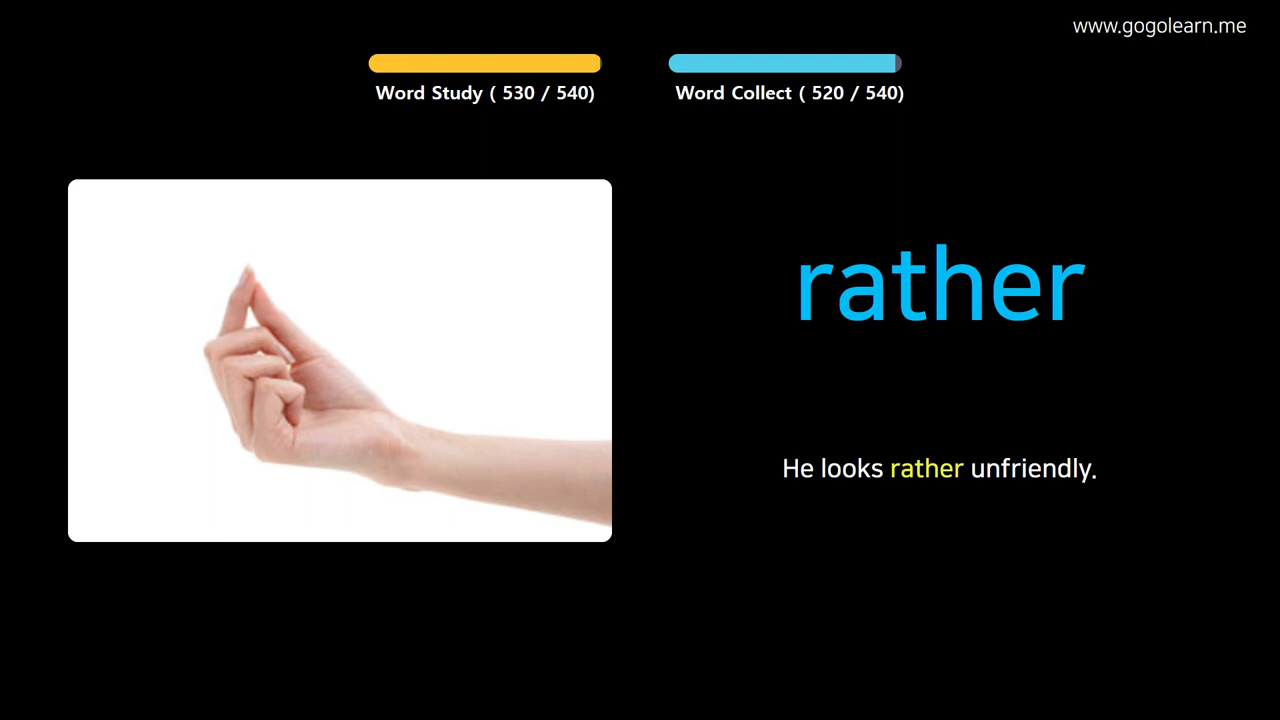 www.gogolearn.me
Word Study ( 530 / 540)
Word Collect ( 520 / 540)
rather
He looks rather unfriendly.